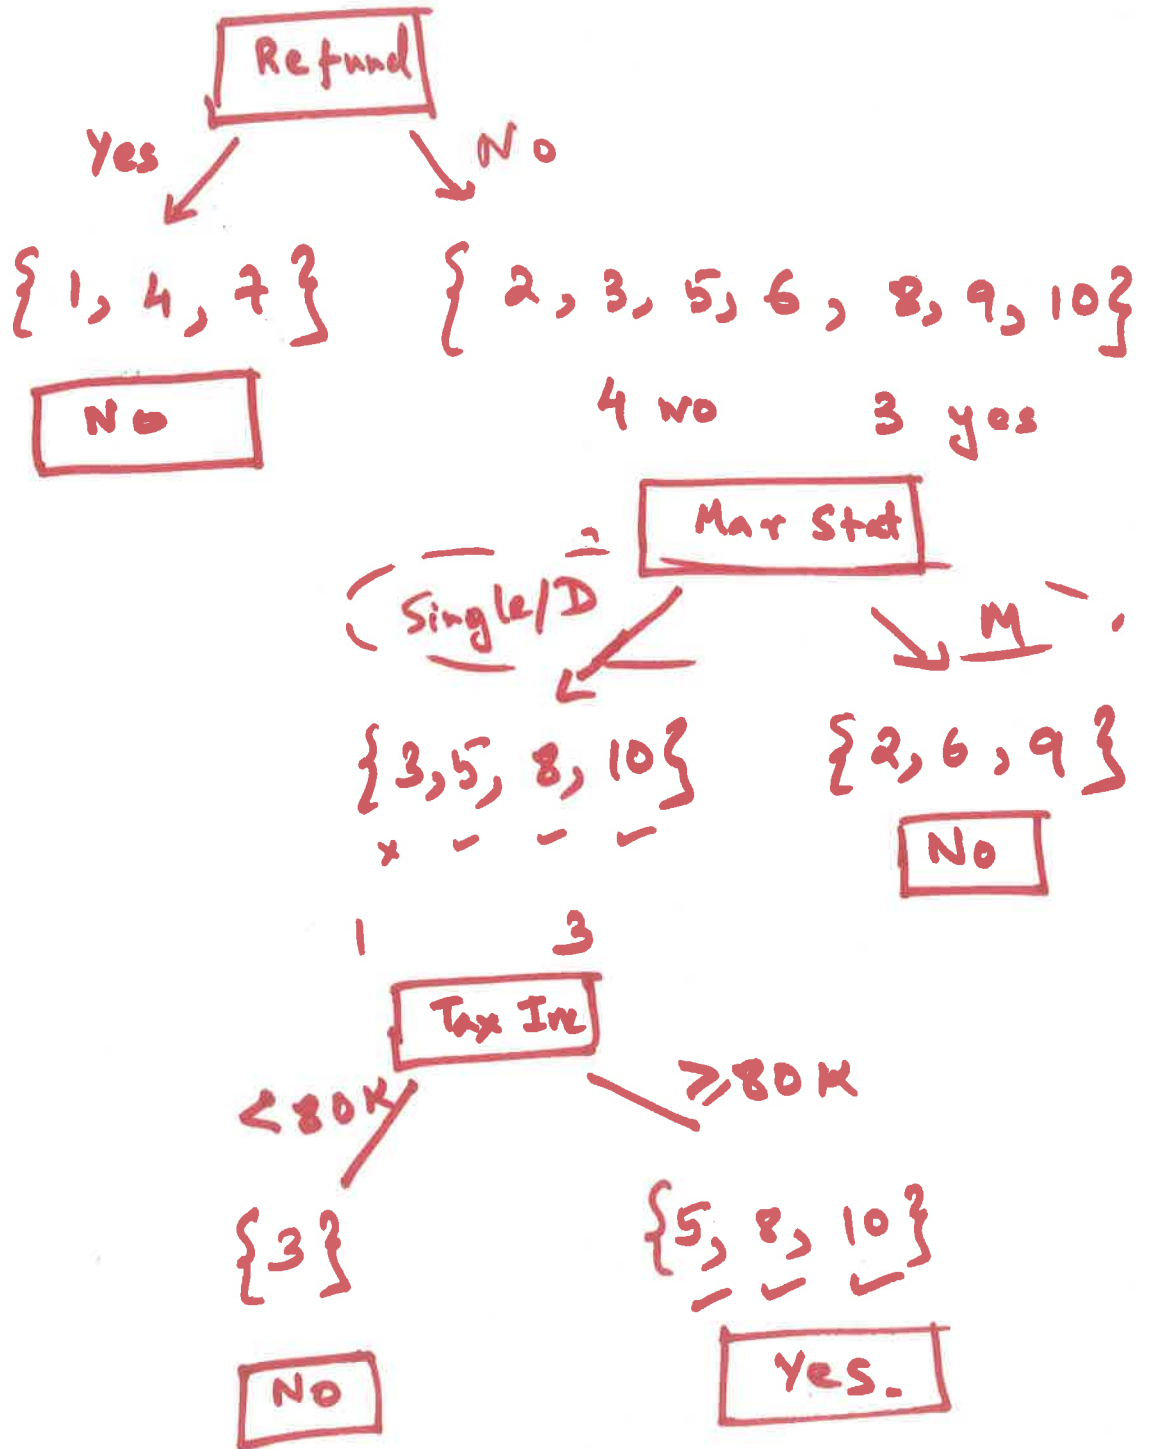 Refund
Yes No
{ 1, 4, 7 } { 2, 3, 5, 6, 8, 9, 10 }
No 4 NO 3 yes
Mar Stat
Single/D M
{ 3, 5, 8, 10 } { 2, 6, 9 }
x ✓ ✓ ✓ No
1 3
Tax Inc
< 80K ≥ 80K
{ 3 } { 5, 8, 10 }
✓ ✓ ✓
No Yes.